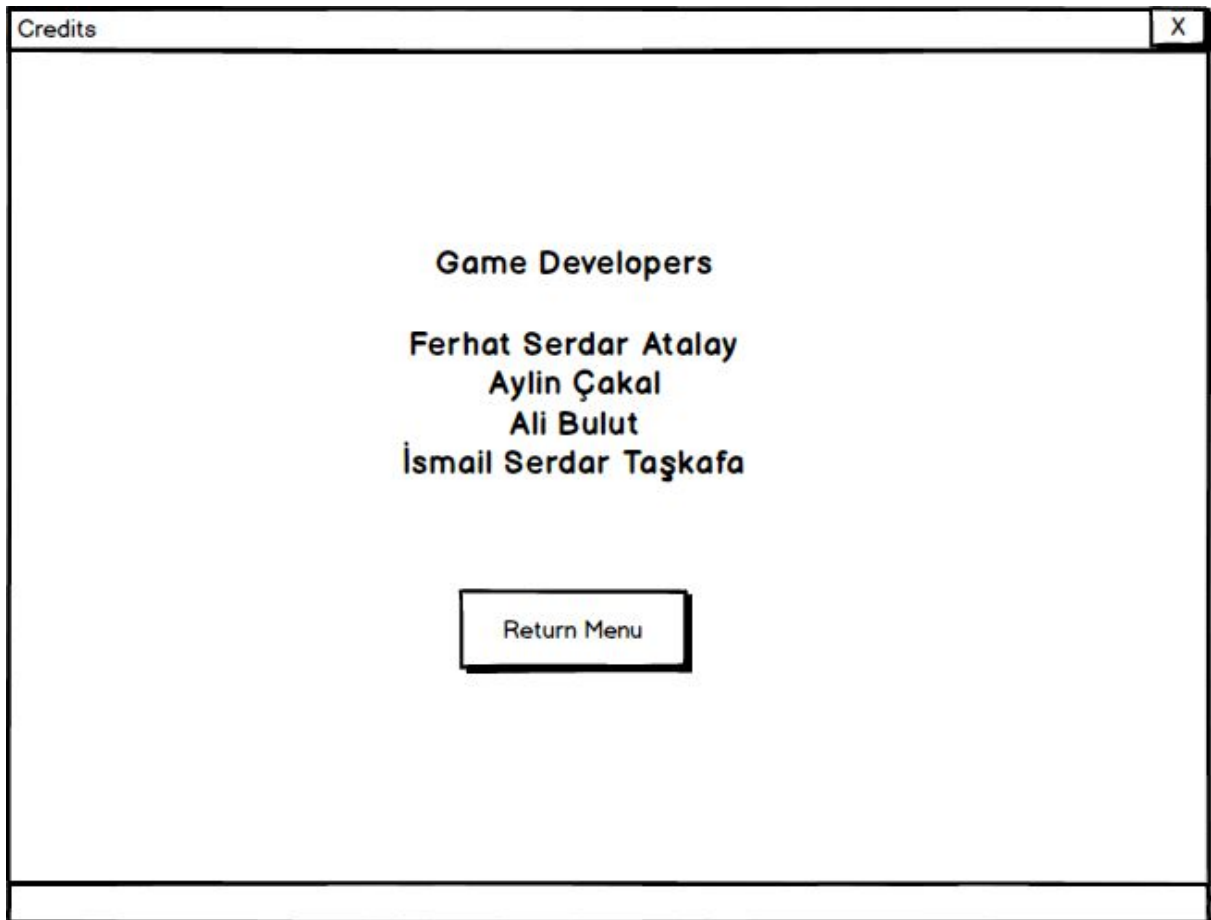 Credits
X
Game Developers
Ferhat Serdar Atalay
Aylin Çakal
Ali Bulut
İsmail Serdar Taşkafa
Return Menu